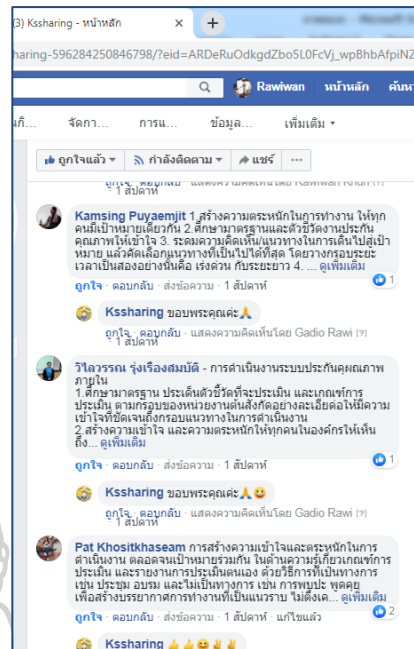 (3) Kssharing - หน้าหลัก
haring-596284250846798/?eid=ARDeRuOdkgdZbo5L0FcVj_wpBhbAfpiNZ
Rawiwan หน้าหลัก ค้นหา
จัดกา... การแ... ข้อมูล... เพิ่มเติม
ถูกใจแล้ว กำลังติดตาม แชร์ ...
ถูกใจ · ตอบกลับ · แสดงความคิดเห็นโดย Rawiwan Khun [?]
1 สัปดาห์
Kamsing Puyaemjit 1.สร้างความตระหนักในการทำงาน ให้ทุก
คนมีเป้าหมายเดียวกัน 2.ศึกษามาตรฐานและตัวชี้วัดงานประกัน
คุณภาพให้เข้าใจ 3. ระดมความคิดเห็น/แนวทางในการเดินไปสู่เป้า
หมาย แล้วคัดเลือกแนวทางที่เป็นไปได้ที่สุด โดยวางกรอบระยะ
เวลาเป็นสองอย่างนั่นคือ เร่งด่วน กับระยะยาว 4. ... ดูเพิ่มเติม
ถูกใจ · ตอบกลับ · ส่งข้อความ · 1 สัปดาห์
1
Kssharing ขอบพระคุณค่ะ🙏
ถูกใจ · ตอบกลับ · แสดงความคิดเห็นโดย Gadio Rawi [?]
1 สัปดาห์
วิไลวรรณ รุ่งเรืองสมบัติ - การดำเนินงานระบบประกันคุณภาพ
ภายใน
1.ศึกษามาตรฐาน ประเด็นตัวชี้วัดที่จะประเมิน และเกณฑ์การ
ประเมิน ตามกรอบของหน่วยงานต้นสังกัดอย่างละเอียดให้มีความ
เข้าใจที่ชัดเจนถึงกรอบแนวทางในการดำเนินงาน
2.สร้างความเข้าใจ และความตระหนักให้ทุกคนในองค์กรให้เห็น
ถึง... ดูเพิ่มเติม
ถูกใจ · ตอบกลับ · ส่งข้อความ · 1 สัปดาห์
1
Kssharing ขอบพระคุณค่ะ🙏😃
ถูกใจ · ตอบกลับ · แสดงความคิดเห็นโดย Gadio Rawi [?]
1 สัปดาห์
Pat Khositkhaseam การสร้างความเข้าใจและตระหนักในการ
ดำเนินงาน ตลอดจนเป้าหมายร่วมกัน ในด้านความรู้เกี่ยวเกณฑ์การ
ประเมิน และรายงานการประเมินตนเอง ด้วยวิธีการที่เป็นทางการ
เช่น ประชุม อบรม และไม่เป็นทางการ เช่น การพบปะ พูดคุย
เพื่อสร้างบรรยากาศการทำงานที่เป็นแนวราบ ไม่ตึงเค... ดูเพิ่มเติม
ถูกใจ · ตอบกลับ · ส่งข้อความ · 1 สัปดาห์ · แก้ไขแล้ว
2
Kssharing 👍👍😄✌✌